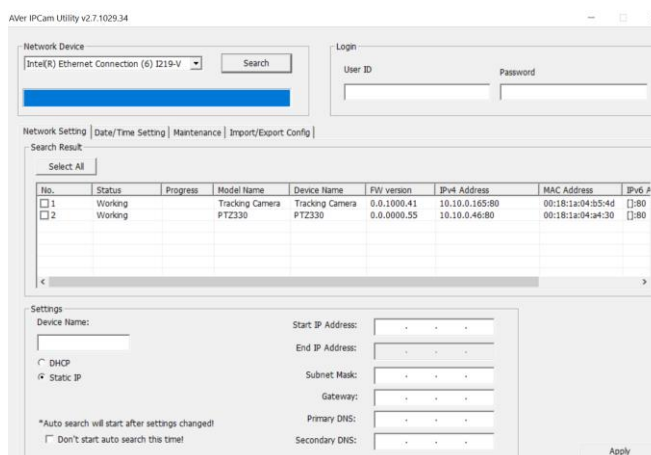 AVer IPCam Utility v2.7.1029.34
Network Device
Intel(R) Ethernet Connection (6) I219-V
Search
Login
User ID
Password
Network Setting
Date/Time Setting
Maintenance
Import/Export Config
Search Result
Select All
No. Status Progress Model Name Device Name FW version IPv4 Address MAC Address IPv6 A
1 Working Tracking Camera Tracking Camera 0.0.1000.41 10.10.0.165:80 00:18:1a:04:b5:4d []:80
2 Working PTZ330 PTZ330 0.0.0000.55 10.10.0.46:80 00:18:1a:04:a4:30 []:80
Settings
Device Name:
DHCP
Static IP
*Auto search will start after settings changed!
Don't start auto search this time!
Start IP Address:
End IP Address:
Subnet Mask:
Gateway:
Primary DNS:
Secondary DNS:
Apply